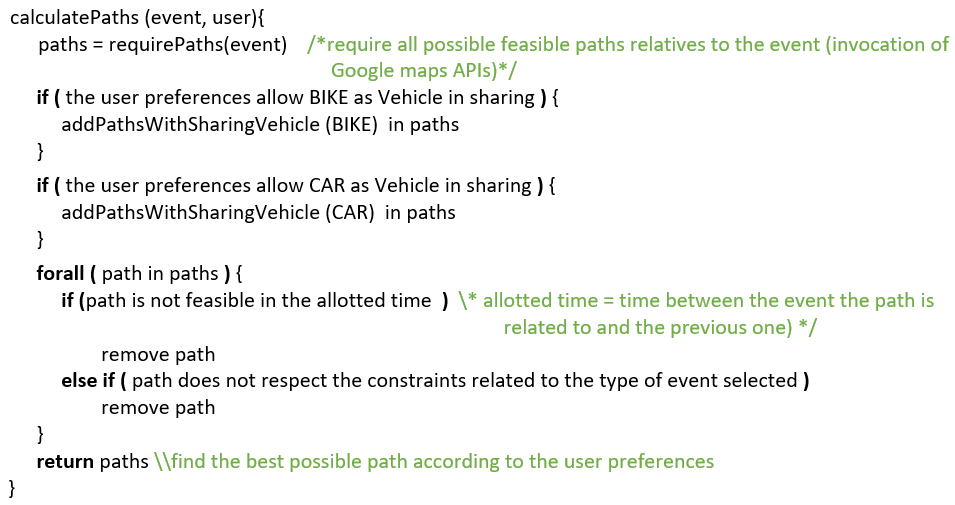 calculatePaths (event, user){
paths = requirePaths(event) /*require all possible feasible paths relatives to the event (invocation of
Google maps APIs)*/
if ( the user preferences allow BIKE as Vehicle in sharing ) {
addPathsWithSharingVehicle (BIKE) in paths
}
if ( the user preferences allow CAR as Vehicle in sharing ) {
addPathsWithSharingVehicle (CAR) in paths
}
forall ( path in paths ) {
if (path is not feasible in the allotted time ) \* allotted time = time between the event the path is
related to and the previous one) */
remove path
else if ( path does not respect the constraints related to the type of event selected )
remove path
}
return paths \\find the best possible path according to the user preferences
}